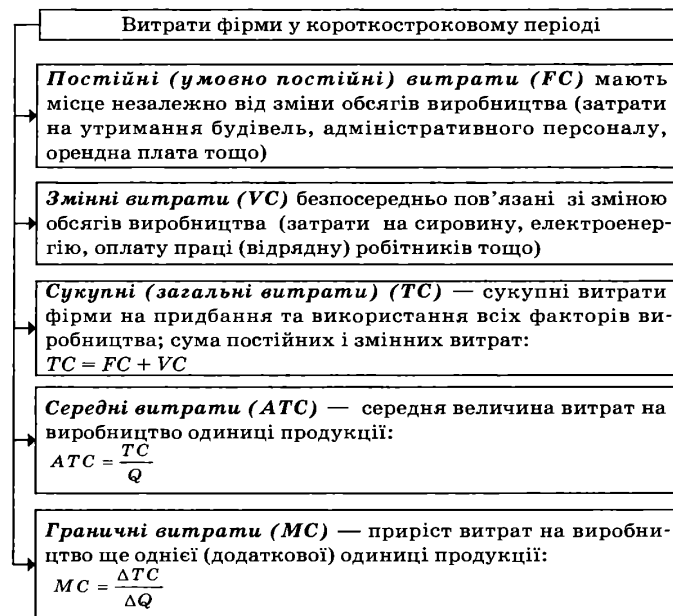 Витрати фірми у короткостроковому періоді
Постійні (умовно постійні) витрати (FC) мають
місце незалежно від зміни обсягів виробництва (затрати
на утримання будівель, адміністративного персоналу,
орендна плата тощо)
Змінні витрати (VC) безпосередньо пов'язані зі зміною
обсягів виробництва (затрати на сировину, електроенер-
гію, оплату праці (відрядну) робітників тощо)
Сукупні (загальні витрати) (TC) — сукупні витрати
фірми на придбання та використання всіх факторів ви-
робництва; сума постійних і змінних витрат:
TC = FC + VC
Середні витрати (ATC) — середня величина витрат на
виробництво одиниці продукції:
ATC = TC/Q
Граничні витрати (MC) — приріст витрат на виробни-
цтво ще однієї (додаткової) одиниці продукції:
MC = ΔTC/ΔQ